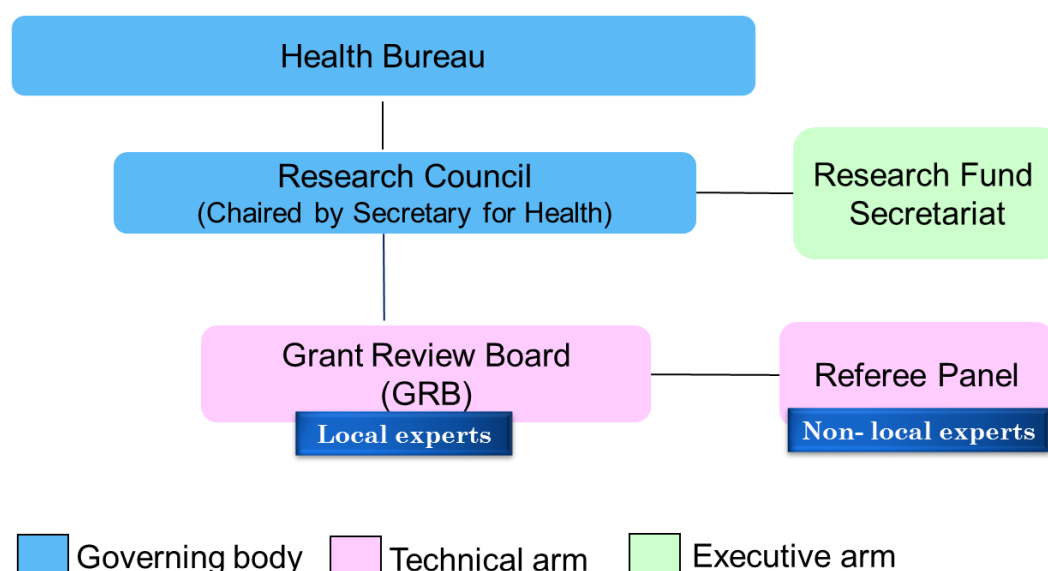 Health Bureau
Research Council
(Chaired by Secretary for Health)
Research Fund
Secretariat
Grant Review Board
(GRB)
Local experts
Referee Panel
Non- local experts
Governing body
Technical arm
Executive arm